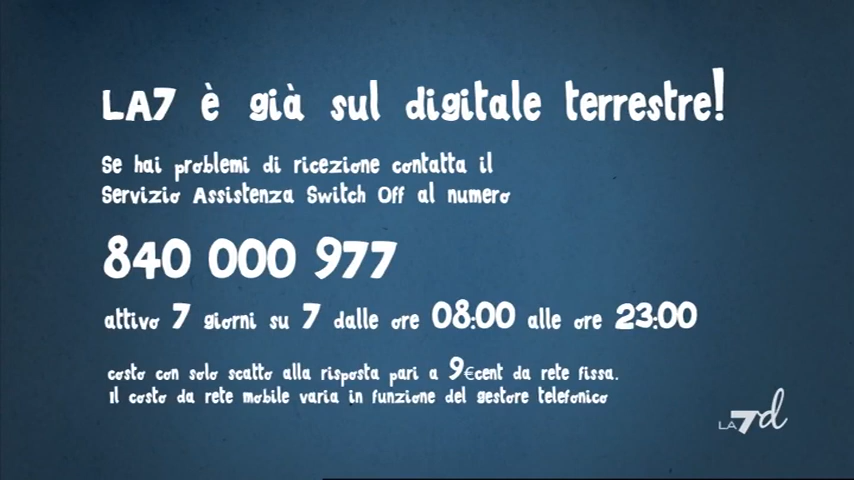 LA7 è già sul digitale terrestre!
Se hai problemi di ricezione contatta il
Servizio Assistenza Switch Off al numero
840 000 977
attivo 7 giorni su 7 dalle ore 08:00 alle ore 23:00
costo con solo scatto alla risposta pari a 9€cent da rete fissa.
Il costo da rete mobile varia in funzione del gestore telefonico
LA7d